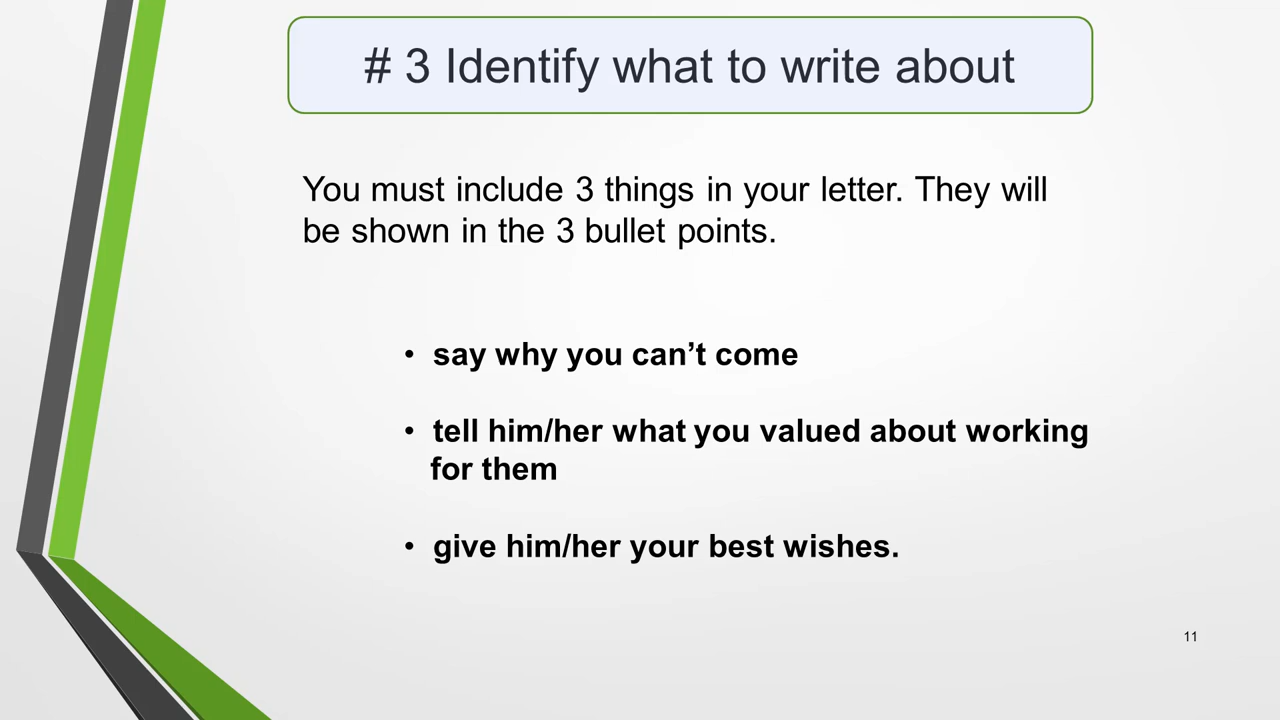 # 3 Identify what to write about
You must include 3 things in your letter. They will
be shown in the 3 bullet points.
• say why you can’t come
• tell him/her what you valued about working
for them
• give him/her your best wishes.
11